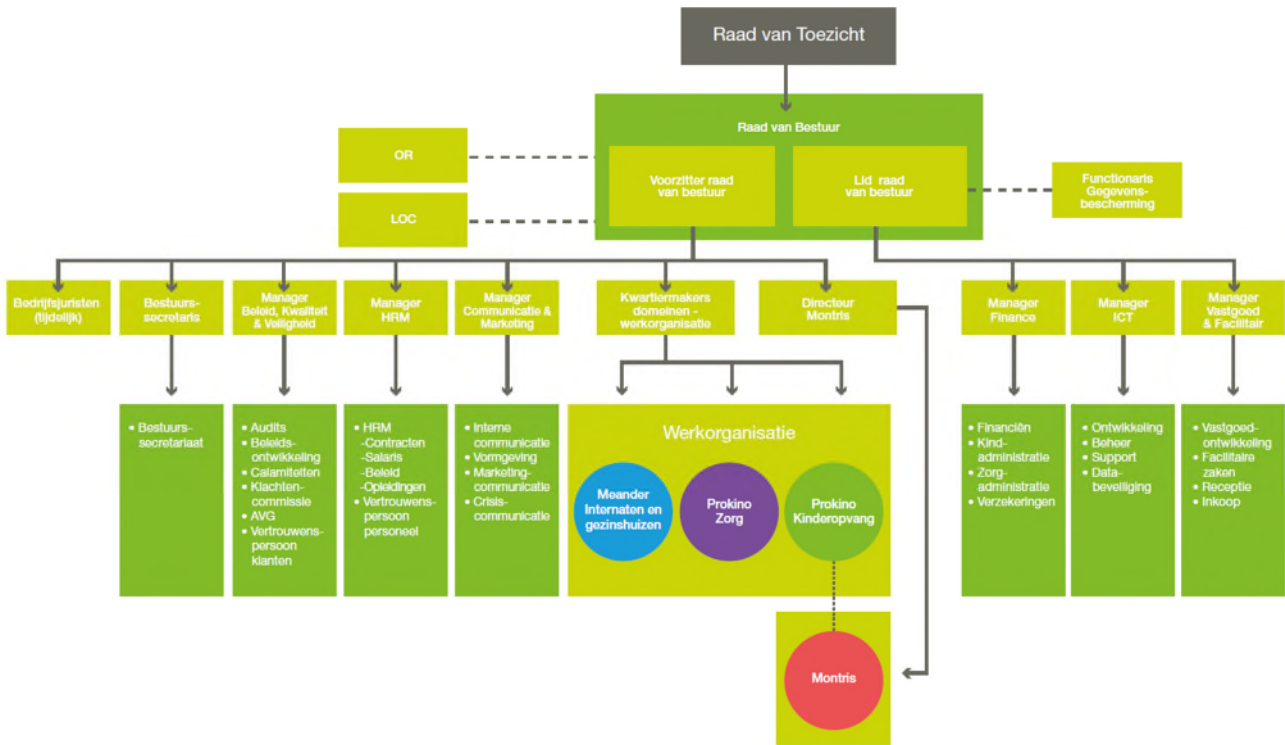 Raad van Toezicht
Raad van Bestuur
OR
LOC
Voorzitter raad
van bestuur
Lid raad
van bestuur
Functionaris
Gegevens-
bescherming
Bedrijfsjuristen
(tijdelijk)
Bestuurs-
secretaris
Manager
Beleid, Kwaliteit
& Veiligheid
Manager
HRM
Manager
Communicatie &
Marketing
Kwartiermakers
domeinen -
werkorganisatie
Directeur
Montris
Manager
Finance
Manager
ICT
Manager
Vastgoed
& Facilitair
• Bestuurs-
secretariaat
• Audits
• Beleids-
ontwikkeling
• Calamiteiten
• Klachten-
commissie
• AVG
• Vertrouwens-
persoon
klanten
• HRM
-Contracten
-Salaris
-Beleid
-Opleidingen
• Vertrouwens-
persoon
personeel
• Interne
communicatie
• Vormgeving
• Marketing-
communicatie
• Crisis-
communicatie
Werkorganisatie
Meander
Internaten en
gezinshuizen
Prokino
Zorg
Prokino
Kinderopvang
Montris
• Financiën
• Kind-
administratie
• Zorg-
administratie
• Verzekeringen
• Ontwikkeling
• Beheer
• Support
• Data-
beveiliging
• Vastgoed-
ontwikkeling
• Facilitaire
zaken
• Receptie
• Inkoop